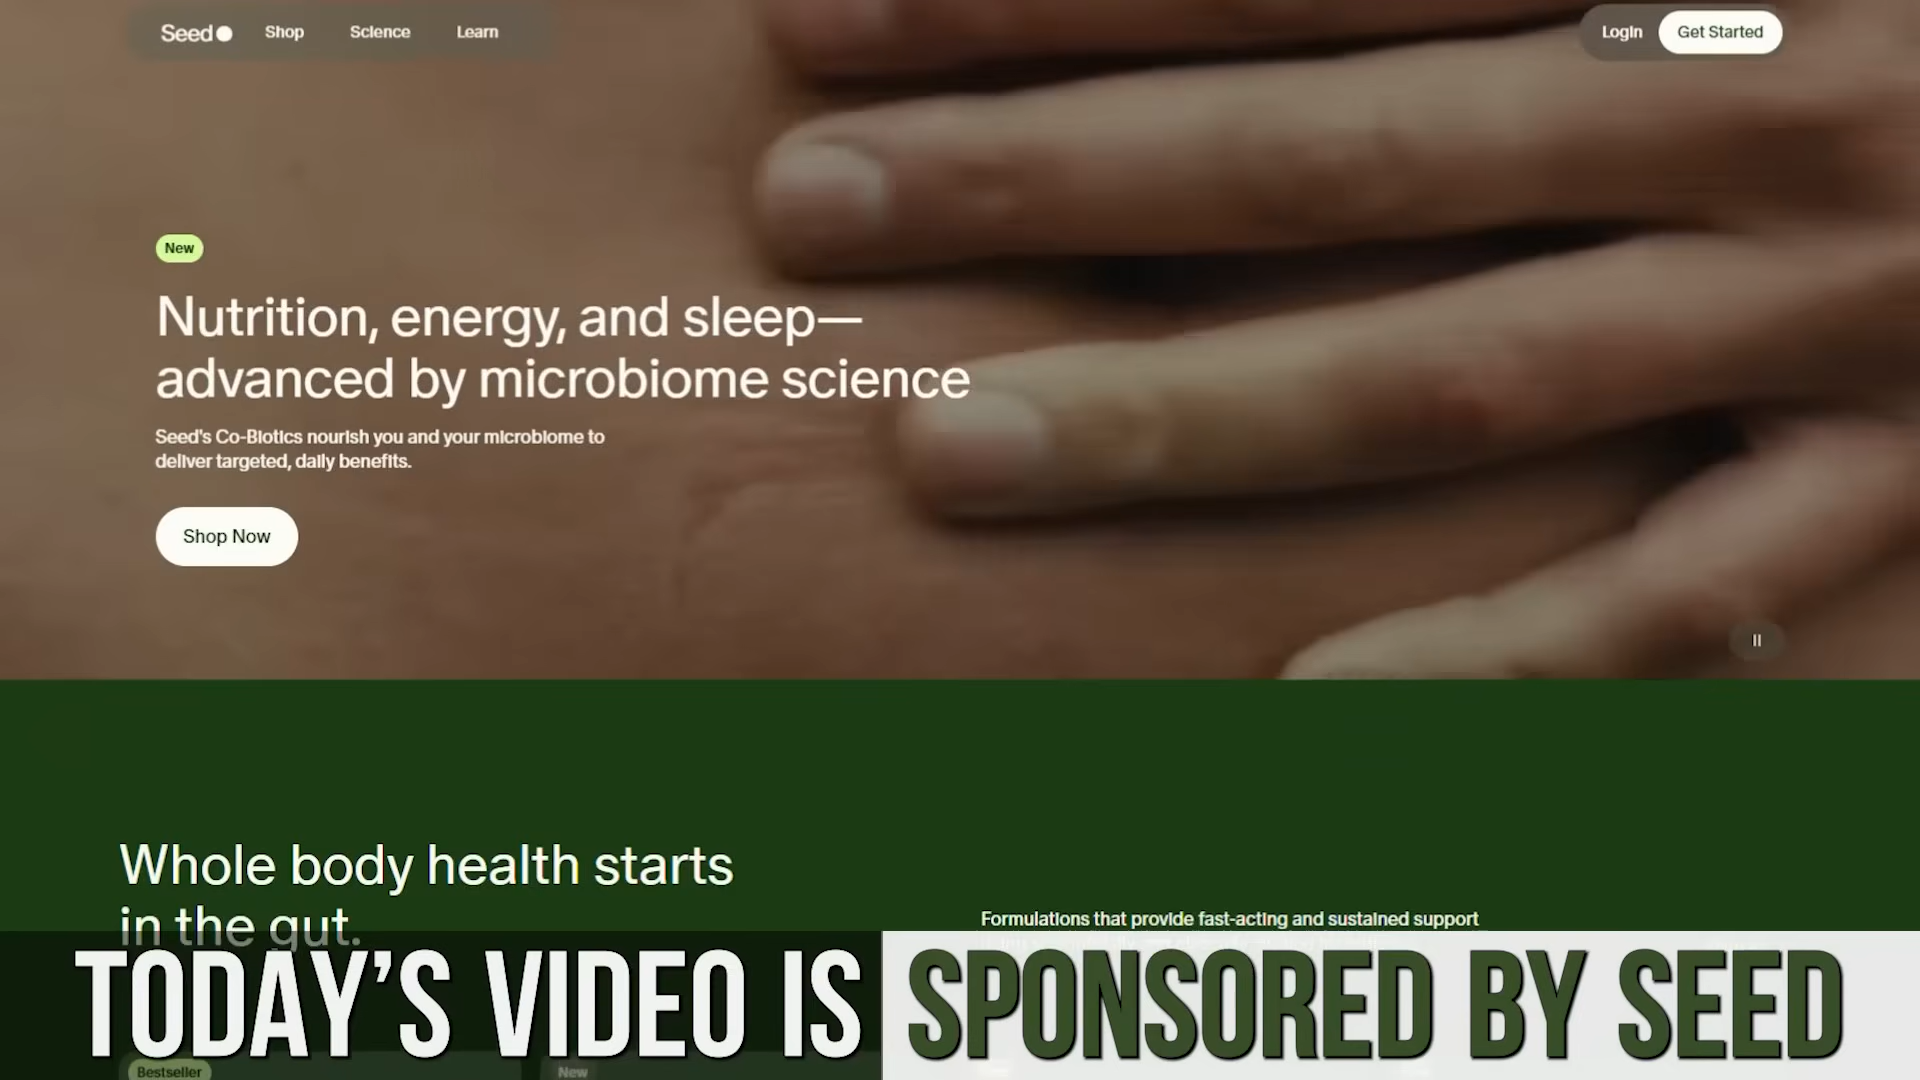 Seed
Shop
Science
Learn
Login
Get Started
New
Nutrition, energy, and sleep—
advanced by microbiome science
Seed's Co-Biotics nourish you and your microbiome to
deliver targeted, daily benefits.
Shop Now
Whole body health starts
in the gut.
Formulations that provide fast-acting and sustained support
TODAY'S VIDEO IS SPONSORED BY SEED
Bestseller
New